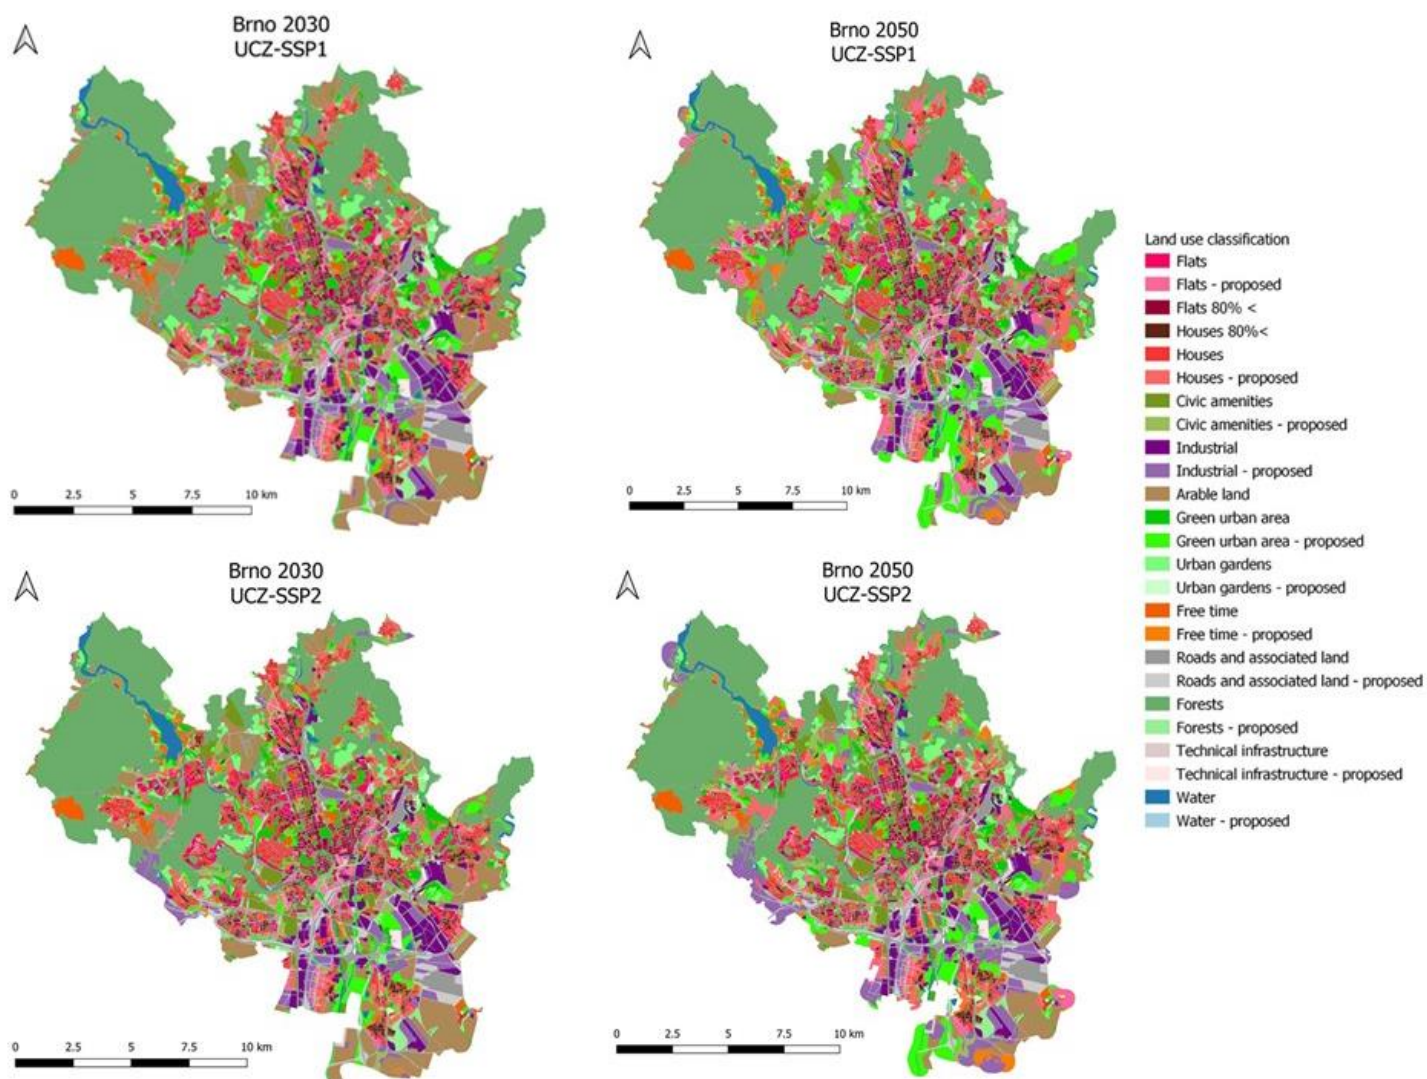 Brno 2030
UCZ-SSP1
Brno 2050
UCZ-SSP1
0 2.5 5 7.5 10 km
0 2.5 5 7.5 10 km
Brno 2030
UCZ-SSP2
Brno 2050
UCZ-SSP2
0 2.5 5 7.5 10 km
0 2.5 5 7.5 10 km
Land use classification
Flats
Flats - proposed
Flats 80% <
Houses 80%<
Houses
Houses - proposed
Civic amenities
Civic amenities - proposed
Industrial
Industrial - proposed
Arable land
Green urban area
Green urban area - proposed
Urban gardens
Urban gardens - proposed
Free time
Free time - proposed
Roads and associated land
Roads and associated land - proposed
Forests
Forests - proposed
Technical infrastructure
Technical infrastructure - proposed
Water
Water - proposed